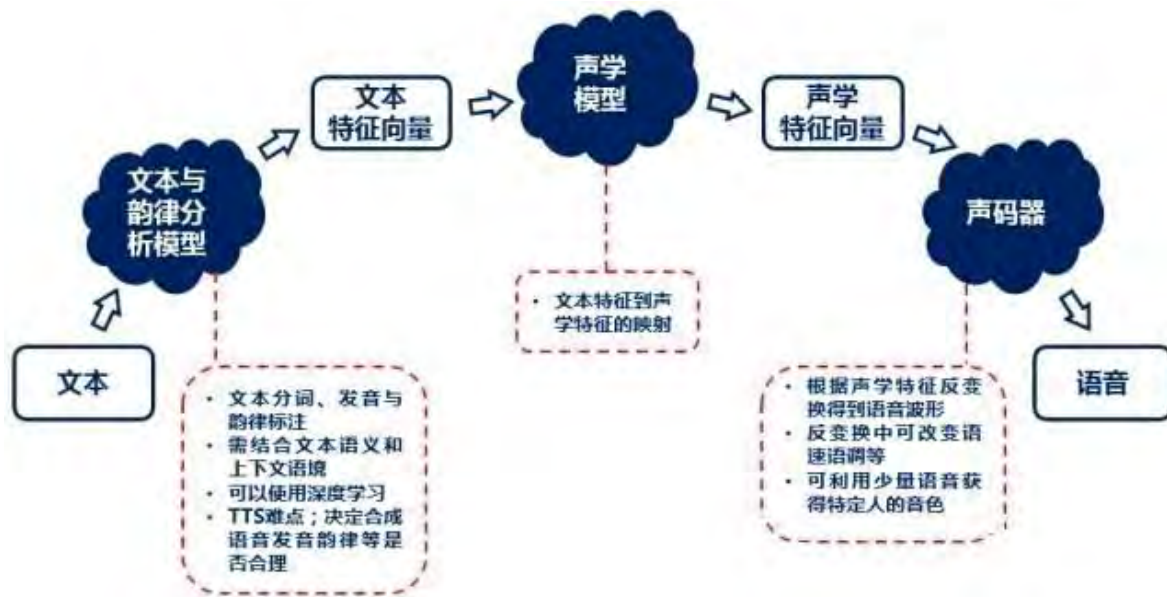 文本
文本与
韵律分
析模型
文本
特征向量
声学
模型
声学
特征向量
声码器
语音
• 文本分词、发音与
韵律标注
• 需结合文本语义和
上下文语境
• 可以使用深度学习
• TTS难点；决定合成
语音发音韵律等是
否合理
• 文本特征到声
学特征的映射
• 根据声学特征反变
换得到语音波形
• 反变换中可改变语
速语调等
• 可利用少量语音获
得特定人的音色